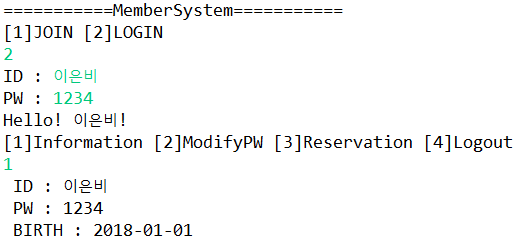 ===========MemberSystem===========
[1]JOIN [2]LOGIN
2
ID : 이은비
PW : 1234
Hello! 이은비!
[1]Information [2]ModifyPW [3]Reservation [4]Logout
1
ID : 이은비
PW : 1234
BIRTH : 2018-01-01